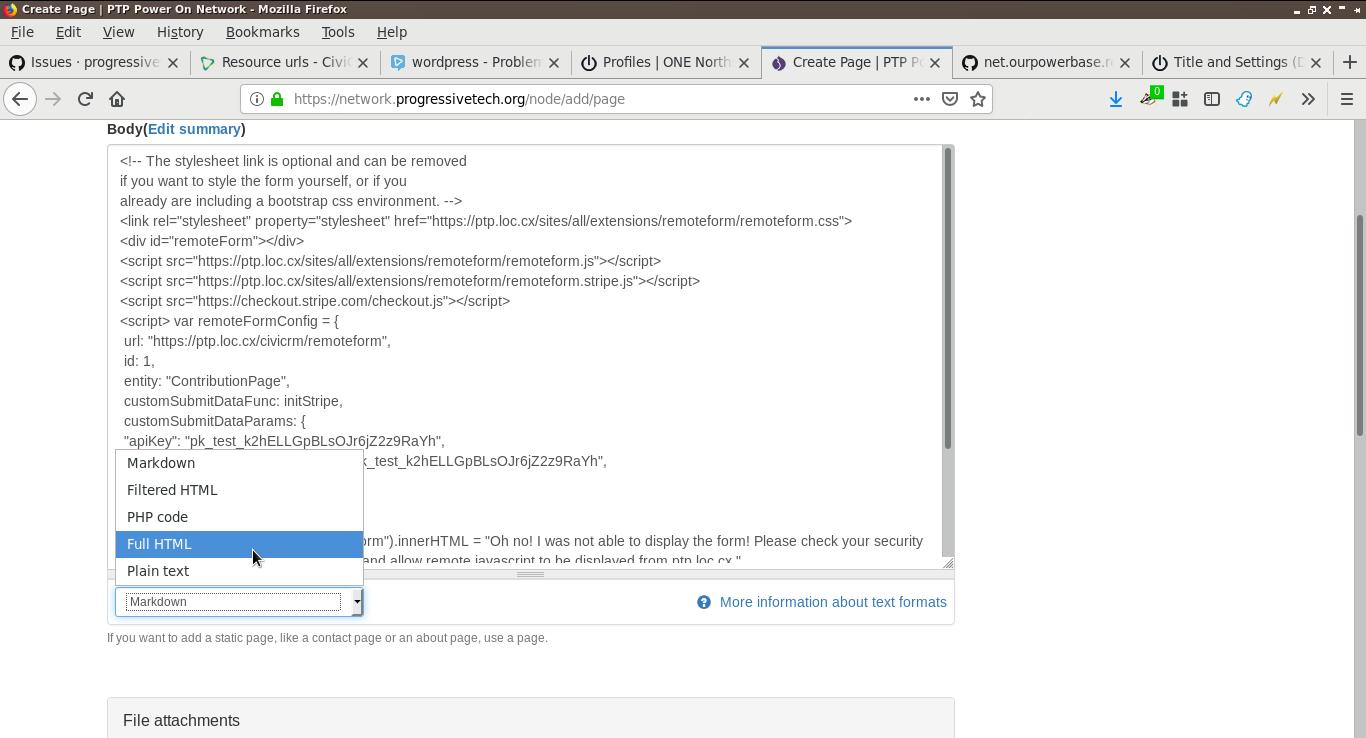 Create Page | PTP Power On Network - Mozilla Firefox
File Edit View History Bookmarks Tools Help
Issues · progressive
Resource urls - Civi
wordpress - Problem
Profiles | ONE North
Create Page | PTP Po
net.ourpowerbase.n
Title and Settings (D
https://network.progressivetech.org/node/add/page
0
Body(Edit summary)
<!-- The stylesheet link is optional and can be removed
if you want to style the form yourself, or if you
already are including a bootstrap css environment. -->
<link rel="stylesheet" property="stylesheet" href="https://ptp.loc.cx/sites/all/extensions/remoteform/remoteform.css">
<div id="remoteForm"></div>
<script src="https://ptp.loc.cx/sites/all/extensions/remoteform/remoteform.js"></script>
<script src="https://ptp.loc.cx/sites/all/extensions/remoteform/remoteform.stripe.js"></script>
<script src="https://checkout.stripe.com/checkout.js"></script>
<script> var remoteFormConfig = {
url: "https://ptp.loc.cx/civicrm/remoteform",
id: 1,
entity: "ContributionPage",
customSubmitDataFunc: initStripe,
customSubmitDataParams: {
"apiKey": "pk_test_k2hELLGpBLsOJr6jZ2z9RaYh",
k_test_k2hELLGpBLsOJr6jZ2z9RaYh",
Markdown
Filtered HTML
PHP code
Full HTML
Plain text
orm").innerHTML = "Oh no! I was not able to display the form! Please check your security
and allow remote javascript to be displayed from ptp.loc.cx."
Markdown
More information about text formats
If you want to add a static page, like a contact page or an about page, use a page.
File attachments